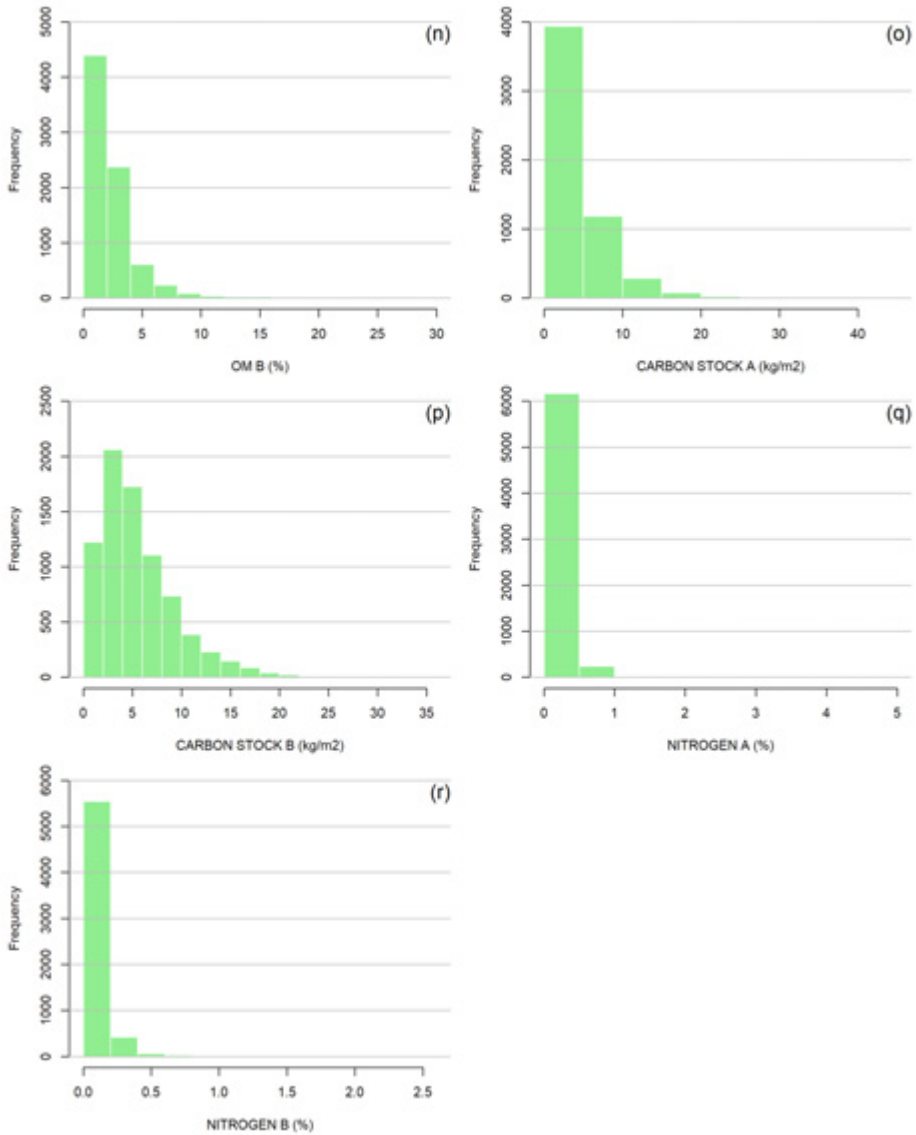 (n)
5000
4000
3000
2000
1000
0
Frequency
0 5 10 15 20 25 30
OM B (%)
(o)
4000
3000
2000
1000
0
Frequency
0 10 20 30 40
CARBON STOCK A (kg/m2)
(p)
2500
2000
1500
1000
500
0
Frequency
0 5 10 15 20 25 30 35
CARBON STOCK B (kg/m2)
(q)
6000
5000
4000
3000
2000
1000
0
Frequency
0 1 2 3 4 5
NITROGEN A (%)
(r)
6000
5000
4000
3000
2000
1000
0
Frequency
0.0 0.5 1.0 1.5 2.0 2.5
NITROGEN B (%)